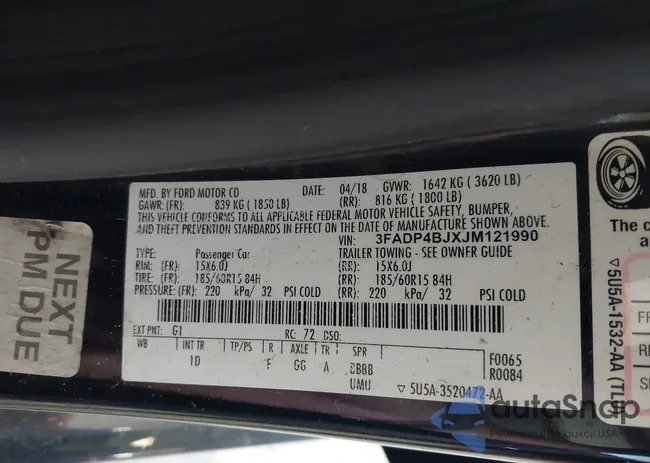 MFD. BY FORD MOTOR CO DATE: 04/18 GVWR: 1642 KG ( 3620 LB)
GAWR: (FR): 839 KG ( 1850 LB) (RR): 816 KG ( 1800 LB)
THIS VEHICLE CONFORMS TO ALL APPLICABLE FEDERAL MOTOR VEHICLE SAFETY, BUMPER,
AND THEFT PREVENTION STANDARDS IN EFFECT ON THE DATE OF MANUFACTURE SHOWN ABOVE.
VIN: 3FADP4BJXJM121990
TYPE: Passenger Car TRAILER TOWING - SEE OWNER GUIDE
RIM: (FR): 15X6.0J (RR): 15X6.0J
TIRE: (FR): 185/60R15 84H (RR): 185/60R15 84H
PRESSURE: (FR): 220 kPa/ 32 PSI COLD (RR): 220 kPa/ 32 PSI COLD
EXT PNT: G1 RC: 72 DSO:
WB INT TR TP/PS R AXLE TR SPR F0065
1D F GG A BBBB R0084
UMU ▽ 5U5A-3520472-AA
NEXT
PM DUE
The c
▽5U5A-1532-AA (TL
FR
RE
autoSnap